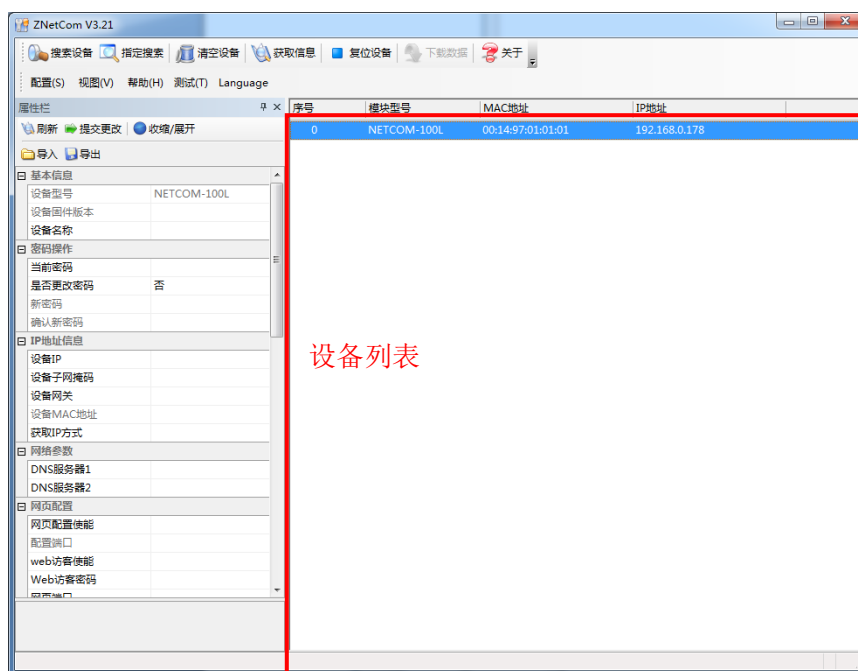 ZNetCom V3.21
搜索设备 指定搜索 清空设备 获取信息 复位设备 下载数据 关于
配置(S) 视图(V) 帮助(H) 测试(T) Language
属性栏
刷新 提交更改 收缩/展开
导入 导出
基本信息
设备型号 NETCOM-100L
设备固件版本
设备名称
密码操作
当前密码
是否更改密码 否
新密码
确认新密码
IP地址信息
设备IP
设备子网掩码
设备网关
设备MAC地址
获取IP方式
网络参数
DNS服务器1
DNS服务器2
网页配置
网页配置使能
配置端口
web访客使能
Web访客密码
网页端口
序号 模块型号 MAC地址 IP地址
0 NETCOM-100L 00:14:97:01:01:01 192.168.0.178
设备列表